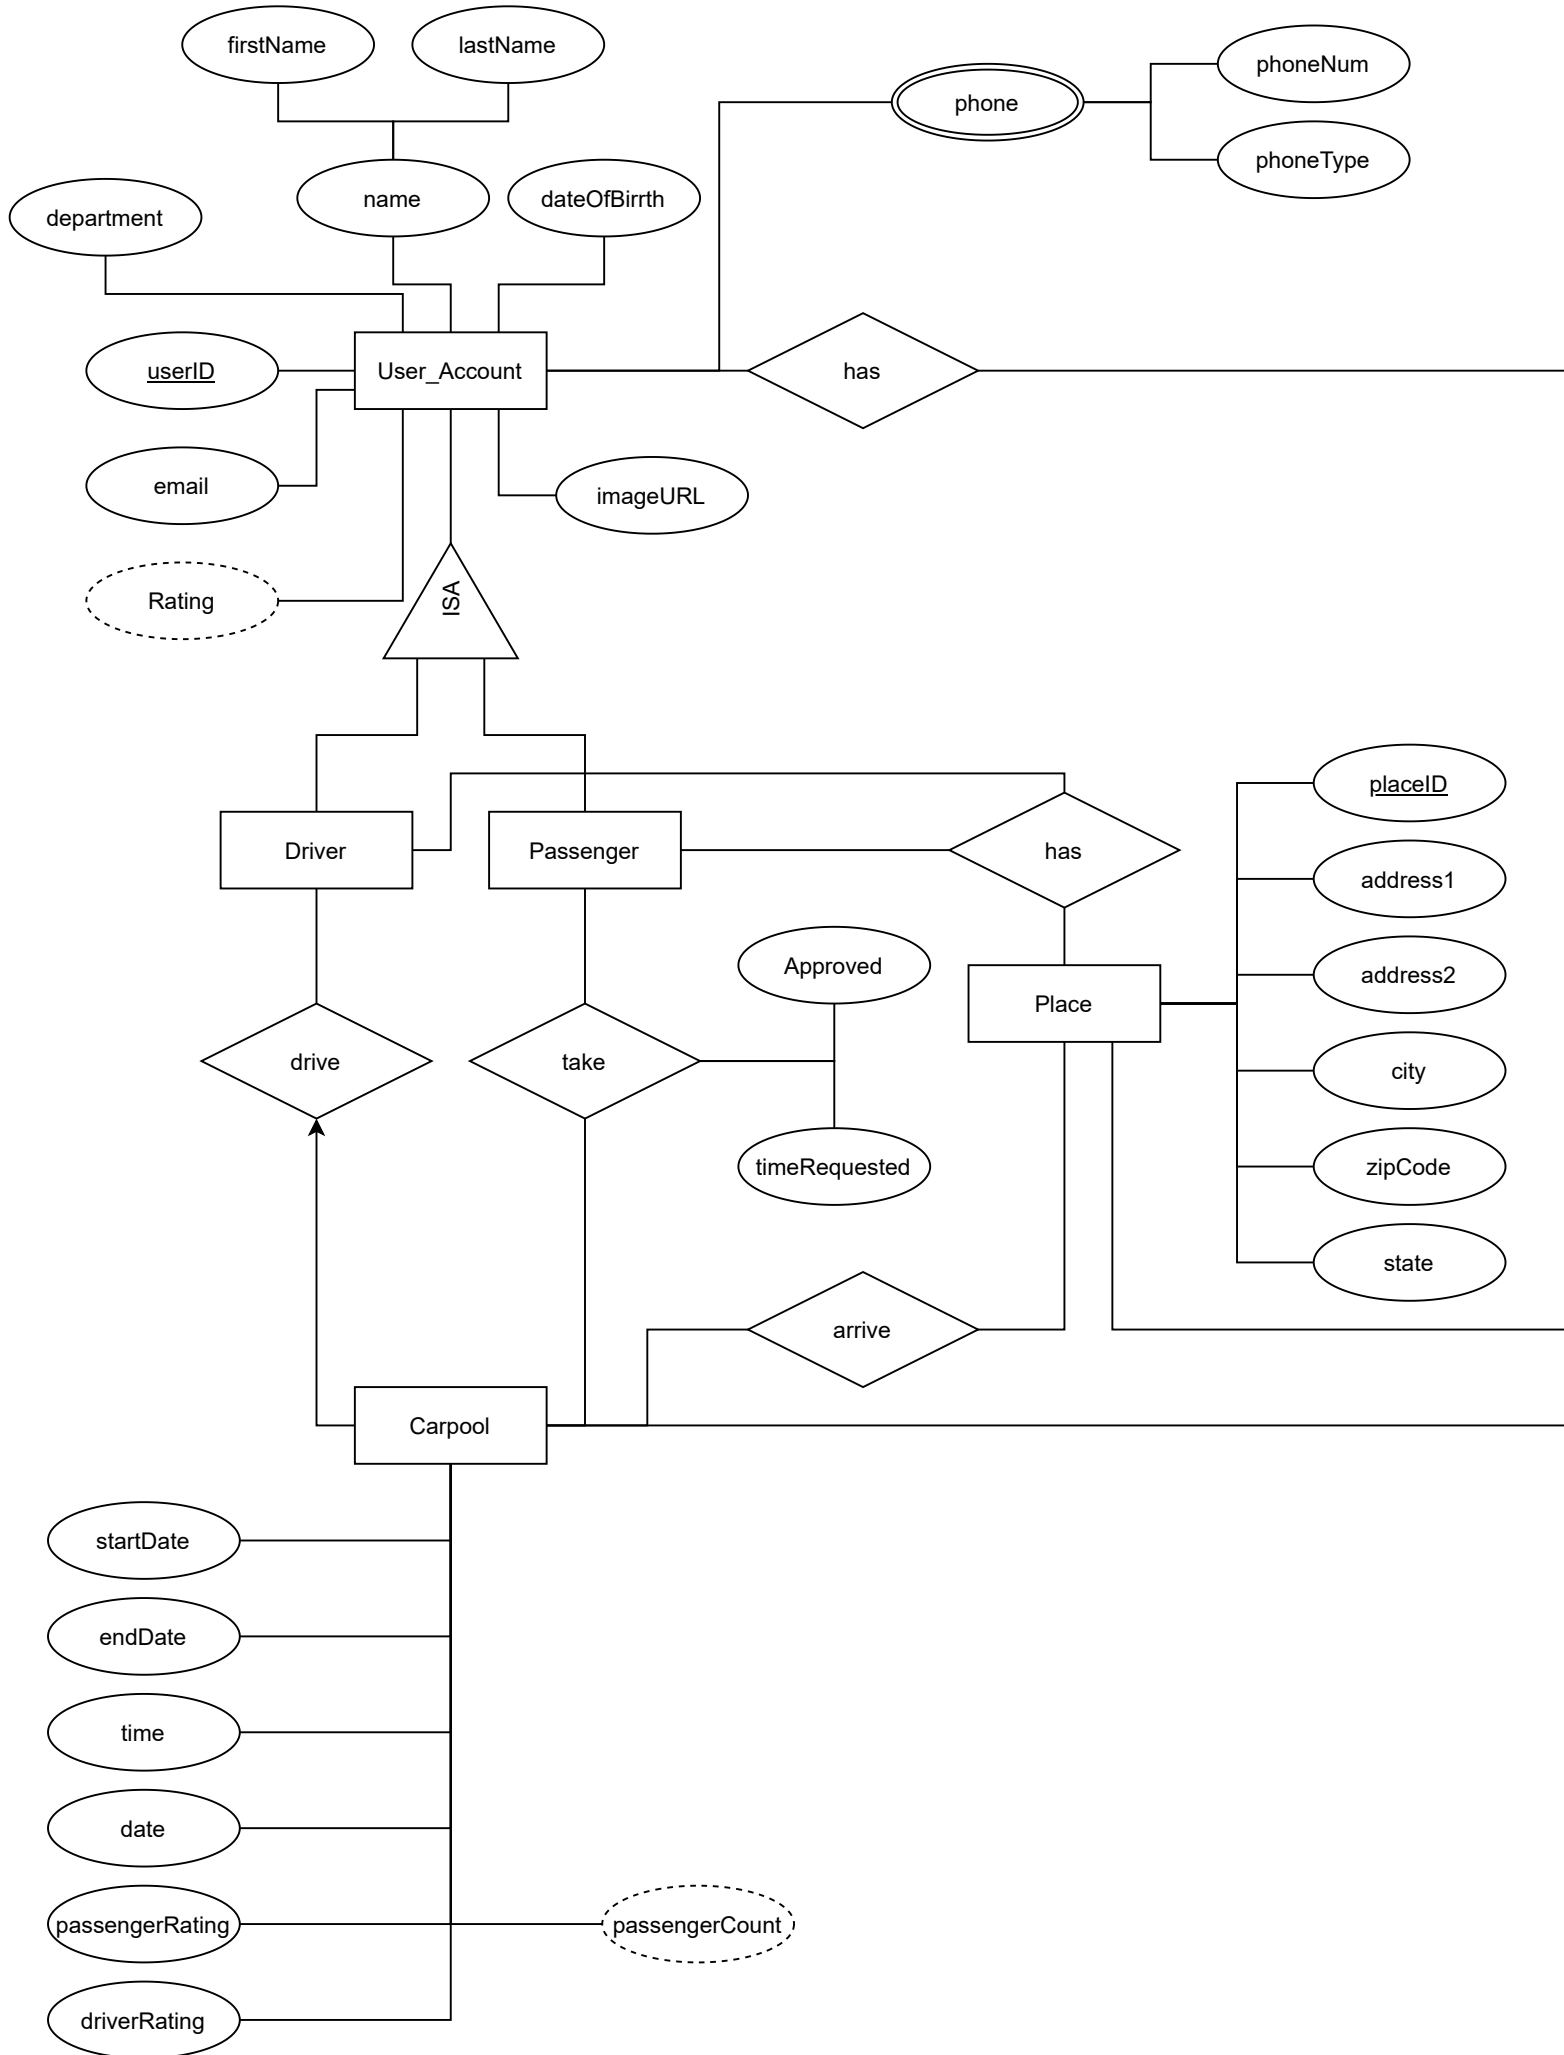 firstName
lastName
phone
phoneNum
phoneType
department
name
dateOfBirrth
userID
User_Account
has
email
imageURL
Rating
ISA
Driver
Passenger
has
placeID
address1
Approved
address2
Place
drive
take
city
timeRequested
zipCode
state
arrive
Carpool
startDate
endDate
time
date
passengerRating
passengerCount
driverRating